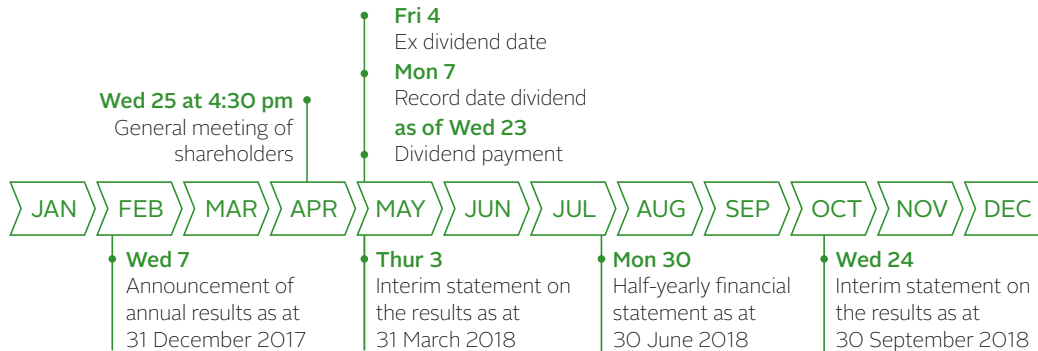 Fri 4
Ex dividend date
Mon 7
Record date dividend
as of Wed 23
Dividend payment
Wed 25 at 4:30 pm
General meeting of
shareholders
JAN FEB MAR APR MAY JUN JUL AUG SEP OCT NOV DEC
Wed 7
Announcement of
annual results as at
31 December 2017
Thur 3
Interim statement on
the results as at
31 March 2018
Mon 30
Half-yearly financial
statement as at
30 June 2018
Wed 24
Interim statement on
the results as at
30 September 2018